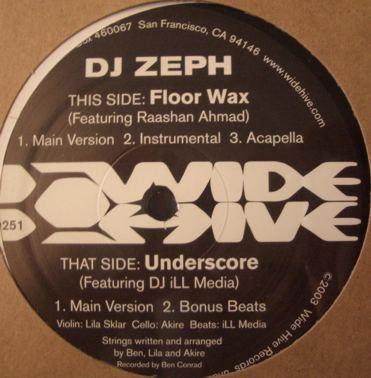 Box 460067 San Francisco, CA 94146 www.widehive.com
DJ ZEPH
THIS SIDE: Floor Wax
(Featuring Raashan Ahmad)
1. Main Version 2. Instrumental 3. Acapella
WIDE
HIVE
0251
THAT SIDE: Underscore
(Featuring DJ iLL Media)
1. Main Version 2. Bonus Beats
Violin: Lila Sklar Cello: Akire Beats: iLL Media
Strings written and arranged
by Ben, Lila and Akire
Recorded by Ben Conrad
©2003 Wide Hive Records